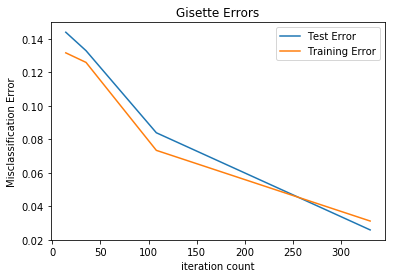 Gisette Errors
Test Error
Training Error
Misclassification Error
0.14
0.12
0.10
0.08
0.06
0.04
0.02
0
50
100
150
200
250
300
iteration count